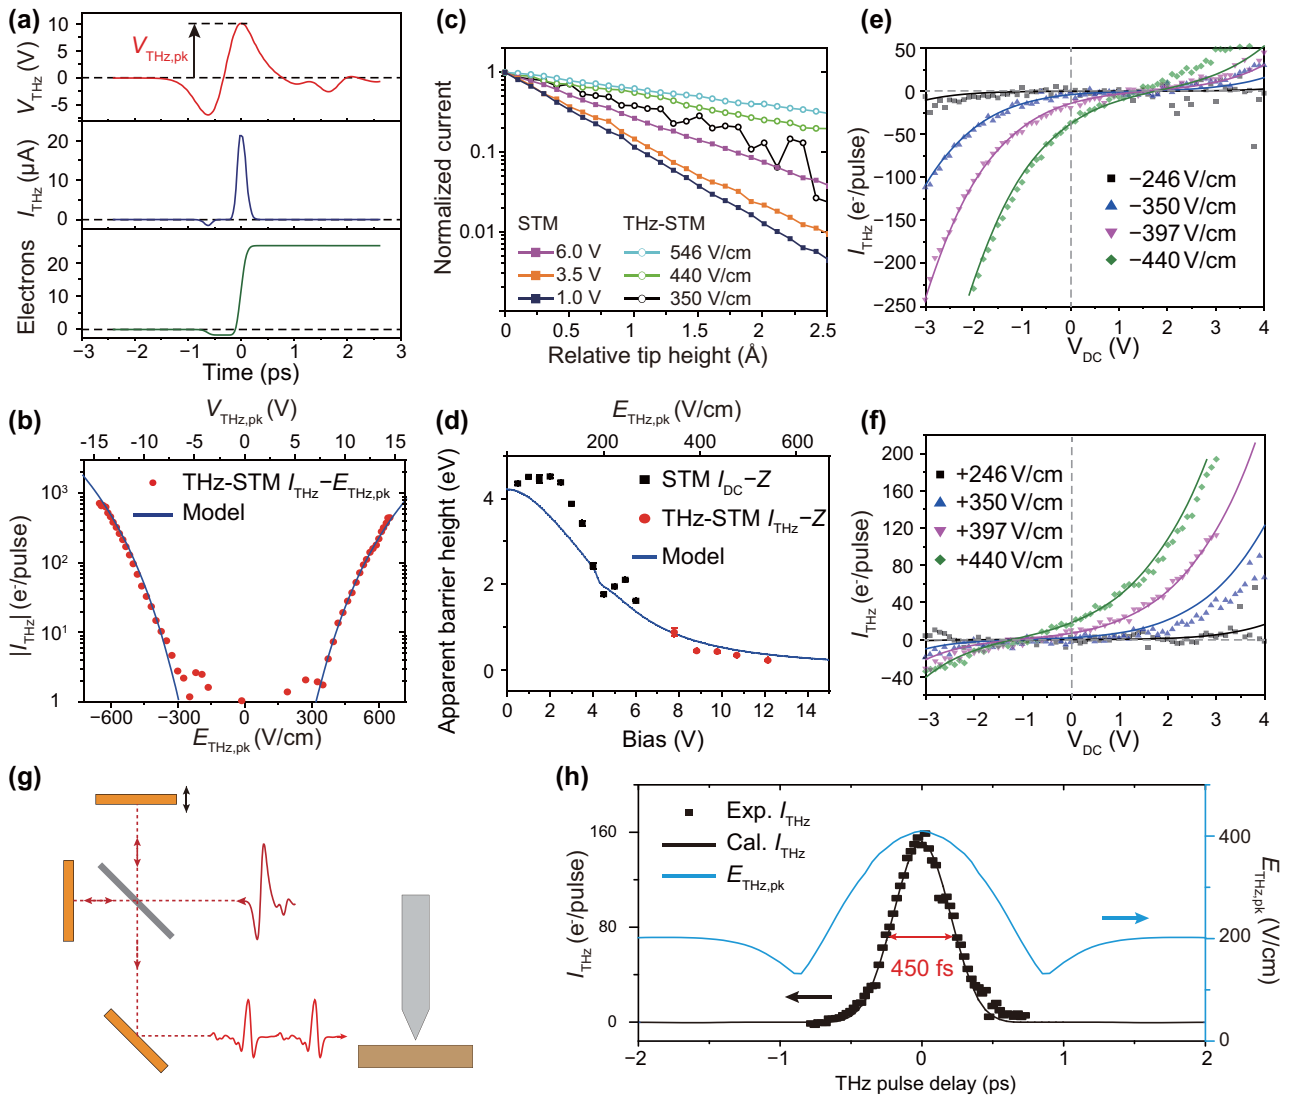 (a)
V_THz (V)
10
5
0
−5
V_THz,pk
I_THz (μA)
20
10
0
Electrons
20
10
0
−3 −2 −1 0 1 2 3
Time (ps)
(b)
V_THz,pk (V)
-15 -10 -5 0 5 10 15
|I_THz| (e⁻/pulse)
10³
10²
10¹
1
THz-STM I_THz−E_THz,pk
Model
−600 −300 0 300 600
E_THz,pk (V/cm)
(c)
Normalized current
1
0.1
0.01
STM THz-STM
6.0 V 546 V/cm
3.5 V 440 V/cm
1.0 V 350 V/cm
0 0.5 1 1.5 2 2.5
Relative tip height (Å)
(d)
E_THz,pk (V/cm)
0 200 400 600
Apparent barrier height (eV)
4
2
0
STM I_DC−Z
THz-STM I_THz−Z
Model
0 2 4 6 8 10 12 14
Bias (V)
(e)
I_THz (e⁻/pulse)
50
0
−50
−100
−150
−200
−250
−246 V/cm
−350 V/cm
−397 V/cm
−440 V/cm
−3 −2 −1 0 1 2 3 4
V_DC (V)
(f)
I_THz (e⁻/pulse)
200
160
120
80
40
0
−40
+246 V/cm
+350 V/cm
+397 V/cm
+440 V/cm
−3 −2 −1 0 1 2 3 4
V_DC (V)
(g)
(h)
I_THz (e⁻/pulse)
160
80
0
Exp. I_THz
Cal. I_THz
E_THz,pk
450 fs
400
200
0
E_THz,pk (V/cm)
−2 −1 0 1 2
THz pulse delay (ps)